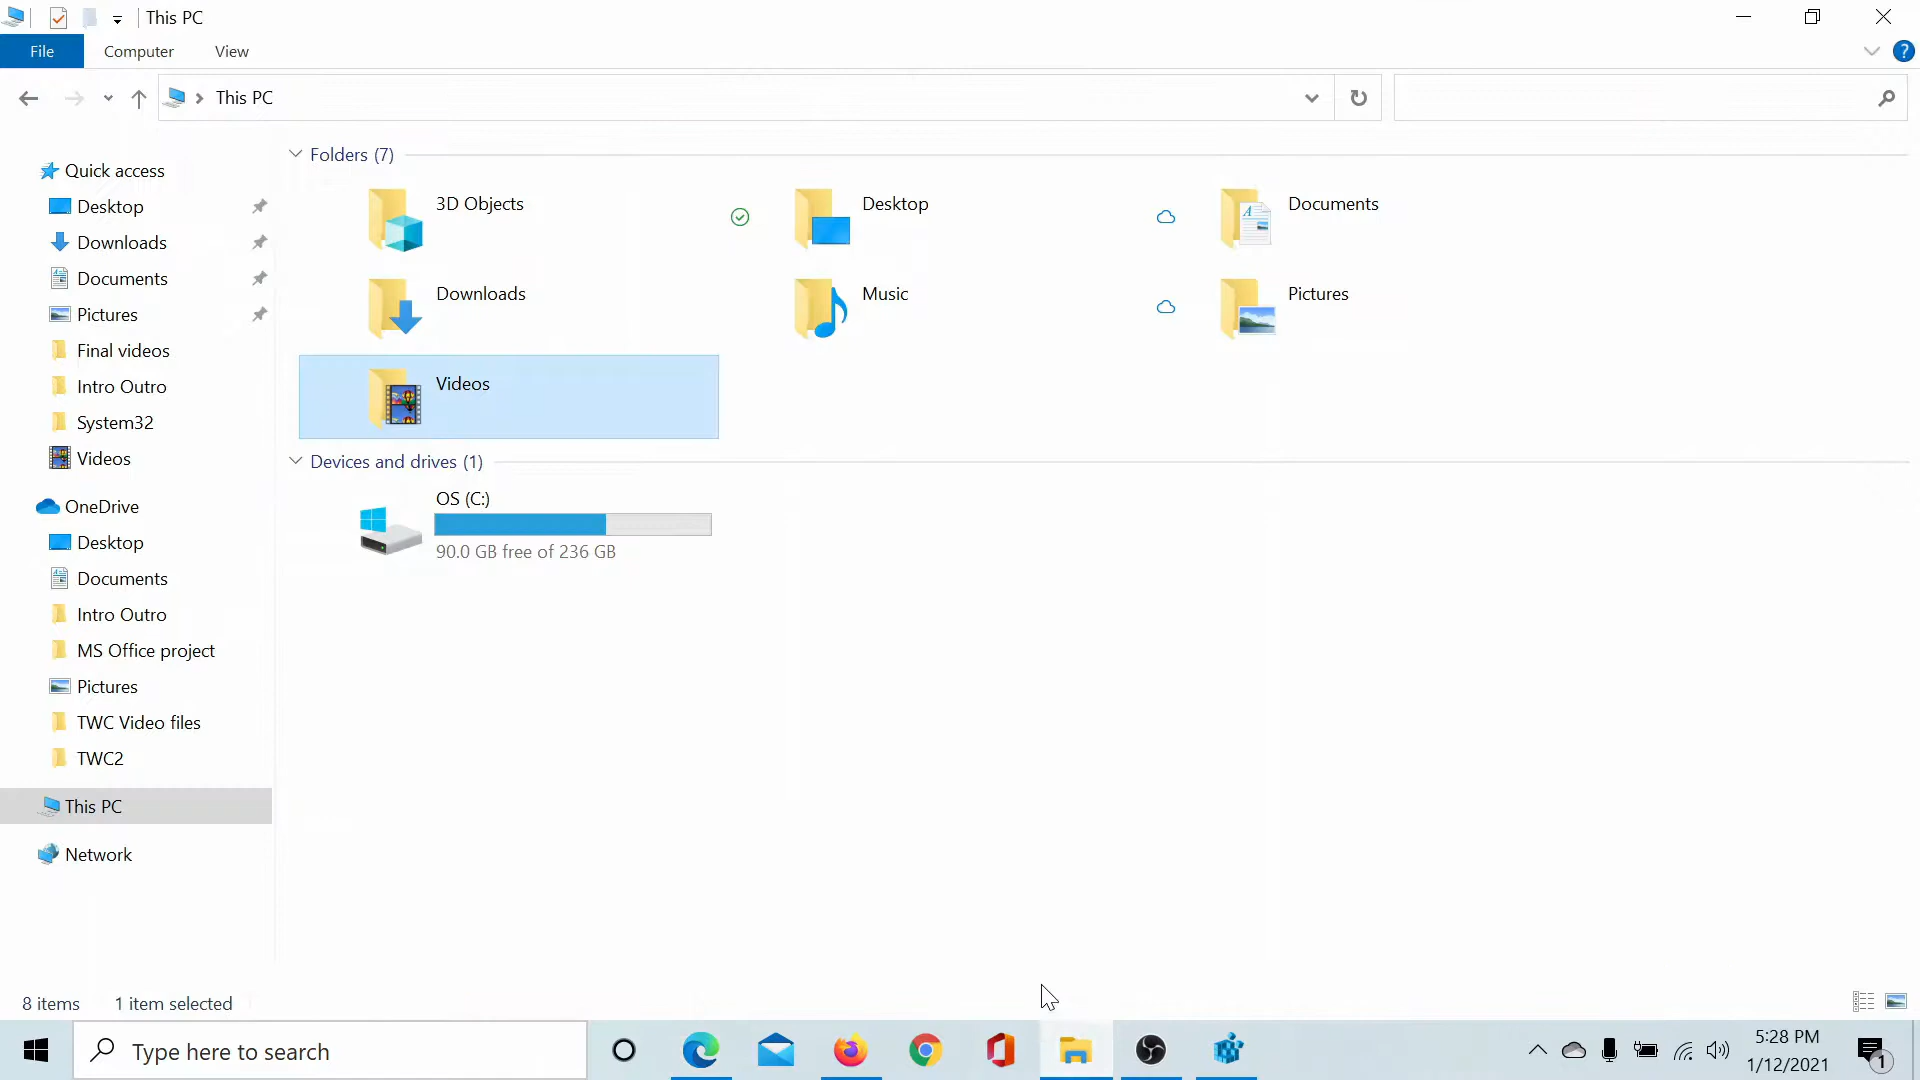 This PC
File
Computer
View
This PC
Quick access
Desktop
Downloads
Documents
Pictures
Final videos
Intro Outro
System32
Videos
OneDrive
Desktop
Documents
Intro Outro
MS Office project
Pictures
TWC Video files
TWC2
This PC
Network
Folders (7)
3D Objects
Desktop
Documents
Downloads
Music
Pictures
Videos
Devices and drives (1)
OS (C:)
90.0 GB free of 236 GB
8 items
1 item selected
Type here to search
5:28 PM
1/12/2021
1